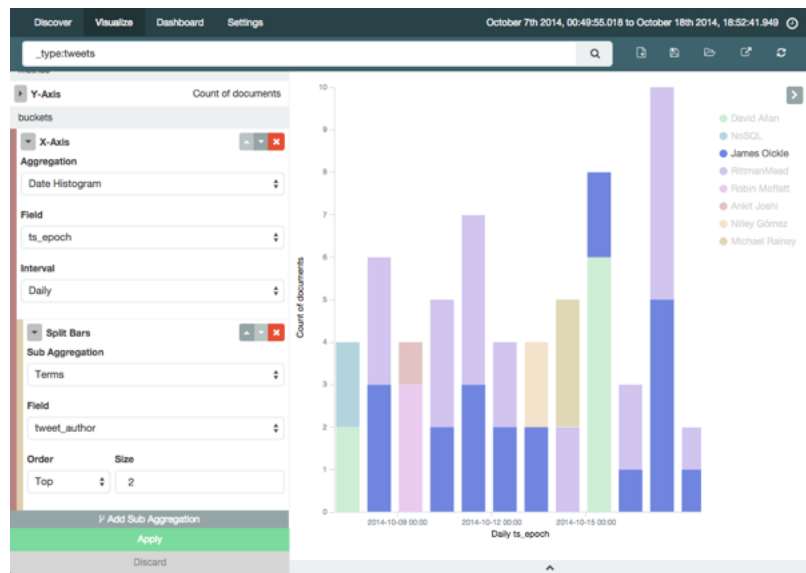 Discover Visualize Dashboard Settings October 7th 2014, 00:49:55.018 to October 18th 2014, 18:52:41.949
_type:tweets
Y-Axis Count of documents
buckets
X-Axis
Aggregation
Date Histogram
Field
ts_epoch
Interval
Daily
Split Bars
Sub Aggregation
Terms
Field
tweet_author
Order Size
Top 2
Add Sub Aggregation
Apply
Discard
Count of documents
10
9
8
7
6
5
4
3
2
1
0
2014-10-09 00:00 2014-10-12 00:00 2014-10-15 00:00
Daily ts_epoch
David Allan
NoSQL
James Oickle
RittmanMead
Robin Moffatt
Ankit Joshi
Nilley Gómez
Michael Rainey